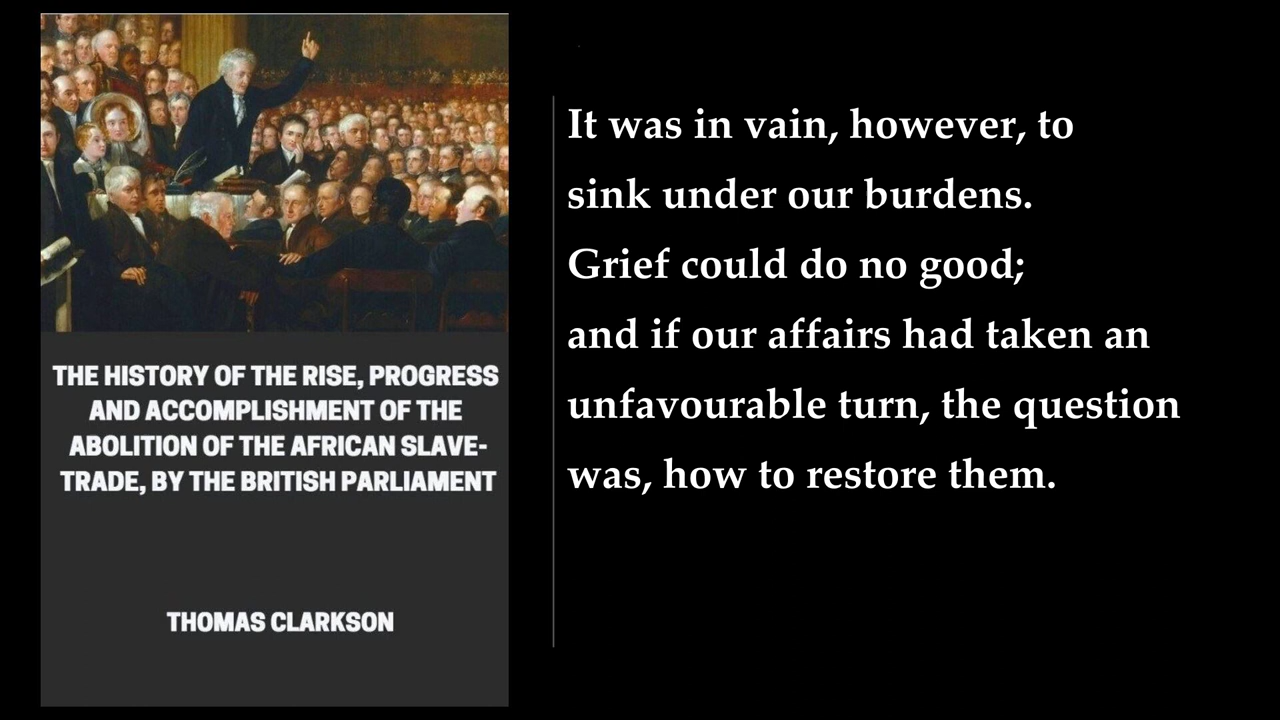 THE HISTORY OF THE RISE, PROGRESS
AND ACCOMPLISHMENT OF THE
ABOLITION OF THE AFRICAN SLAVE-
TRADE, BY THE BRITISH PARLIAMENT
THOMAS CLARKSON
It was in vain, however, to
sink under our burdens.
Grief could do no good;
and if our affairs had taken an
unfavourable turn, the question
was, how to restore them.